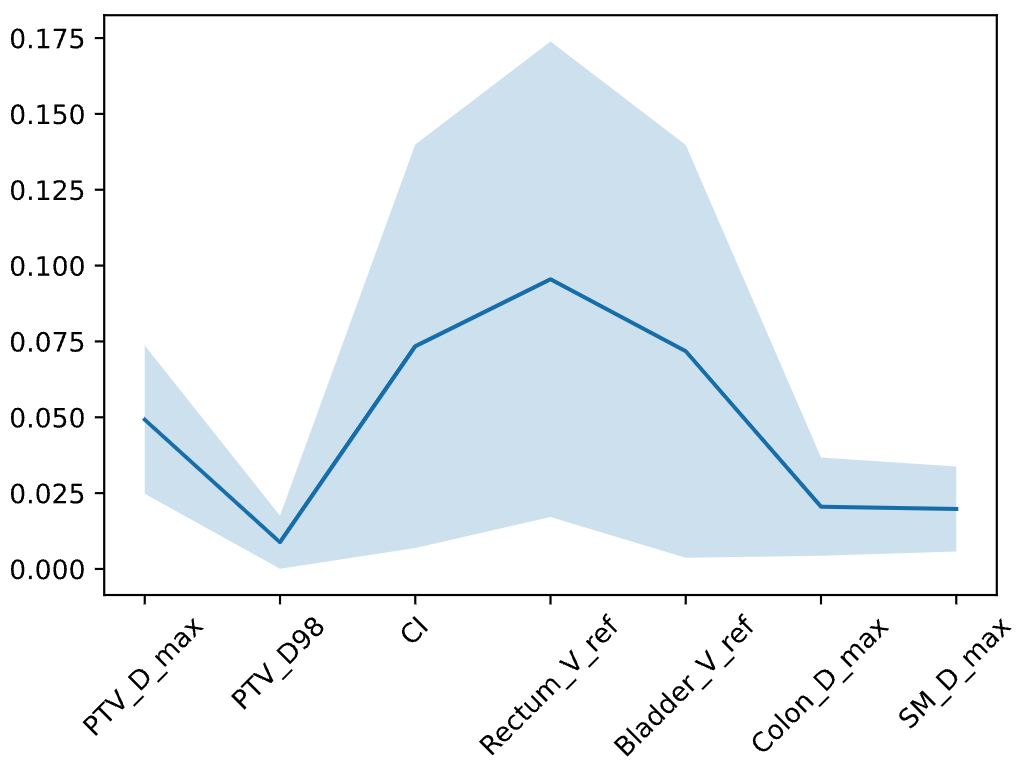 0.175
0.150
0.125
0.100
0.075
0.050
0.025
0.000
PTV_D_max
PTV_D98
CI
Rectum_V_ref
Bladder_V_ref
Colon_D_max
SM_D_max